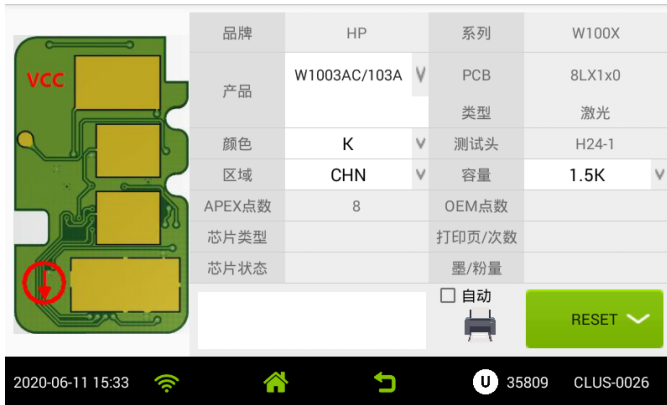 VCC
品牌 HP 系列 W100X
产品 W1003AC/103A PCB 8LX1x0
类型 激光
颜色 K 测试头 H24-1
区域 CHN 容量 1.5K
APEX点数 8 OEM点数
芯片类型 打印页/次数
芯片状态 墨/粉量
自动
RESET
2020-06-11 15:33 U 35809 CLUS-0026